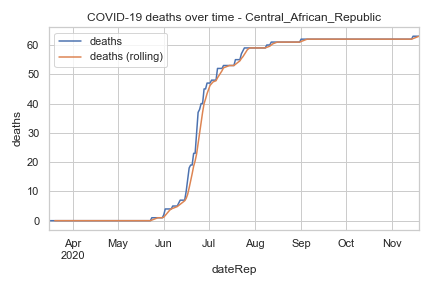 COVID-19 deaths over time - Central_African_Republic
deaths
deaths (rolling)
60
50
40
30
20
10
0
deaths
Apr May Jun Jul Aug Sep Oct Nov
2020
dateRep